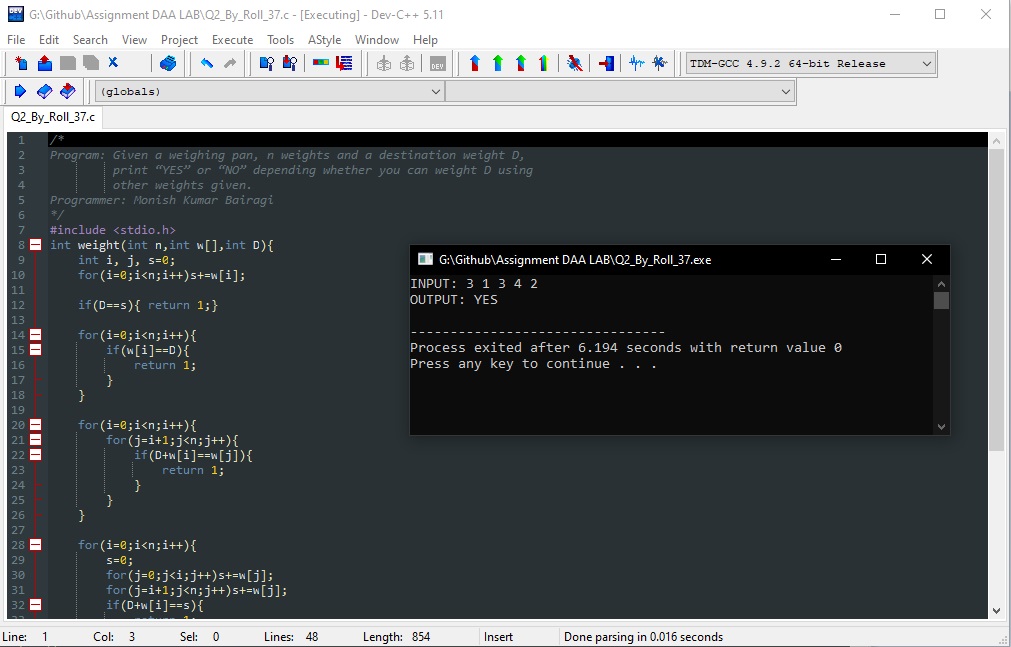 G:\Github\Assignment DAA LAB\Q2_By_Roll_37.c - [Executing] - Dev-C++ 5.11
File Edit Search View Project Execute Tools AStyle Window Help
DEV
TDM-GCC 4.9.2 64-bit Release
(globals)
Q2_By_Roll_37.c
1 /*
2 Program: Given a weighing pan, n weights and a destination weight D,
3 print “YES” or “NO” depending whether you can weight D using
4 other weights given.
5 Programmer: Monish Kumar Bairagi
6 */
7 #include <stdio.h>
8 int weight(int n,int w[],int D){
9 int i, j, s=0;
10 for(i=0;i<n;i++)s+=w[i];
11
12 if(D==s){ return 1;}
13
14 for(i=0;i<n;i++){
15 if(w[i]==D){
16 return 1;
17 }
18 }
19
20 for(i=0;i<n;i++){
21 for(j=i+1;j<n;j++){
22 if(D+w[i]==w[j]){
23 return 1;
24 }
25 }
26 }
27
28 for(i=0;i<n;i++){
29 s=0;
30 for(j=0;j<i;j++)s+=w[j];
31 for(j=i+1;j<n;j++)s+=w[j];
32 if(D+w[i]==s){
G:\Github\Assignment DAA LAB\Q2_By_Roll_37.exe
INPUT: 3 1 3 4 2
OUTPUT: YES
--------------------------------
Process exited after 6.194 seconds with return value 0
Press any key to continue . . .
Line: 1 Col: 3 Sel: 0 Lines: 48 Length: 854 Insert Done parsing in 0.016 seconds